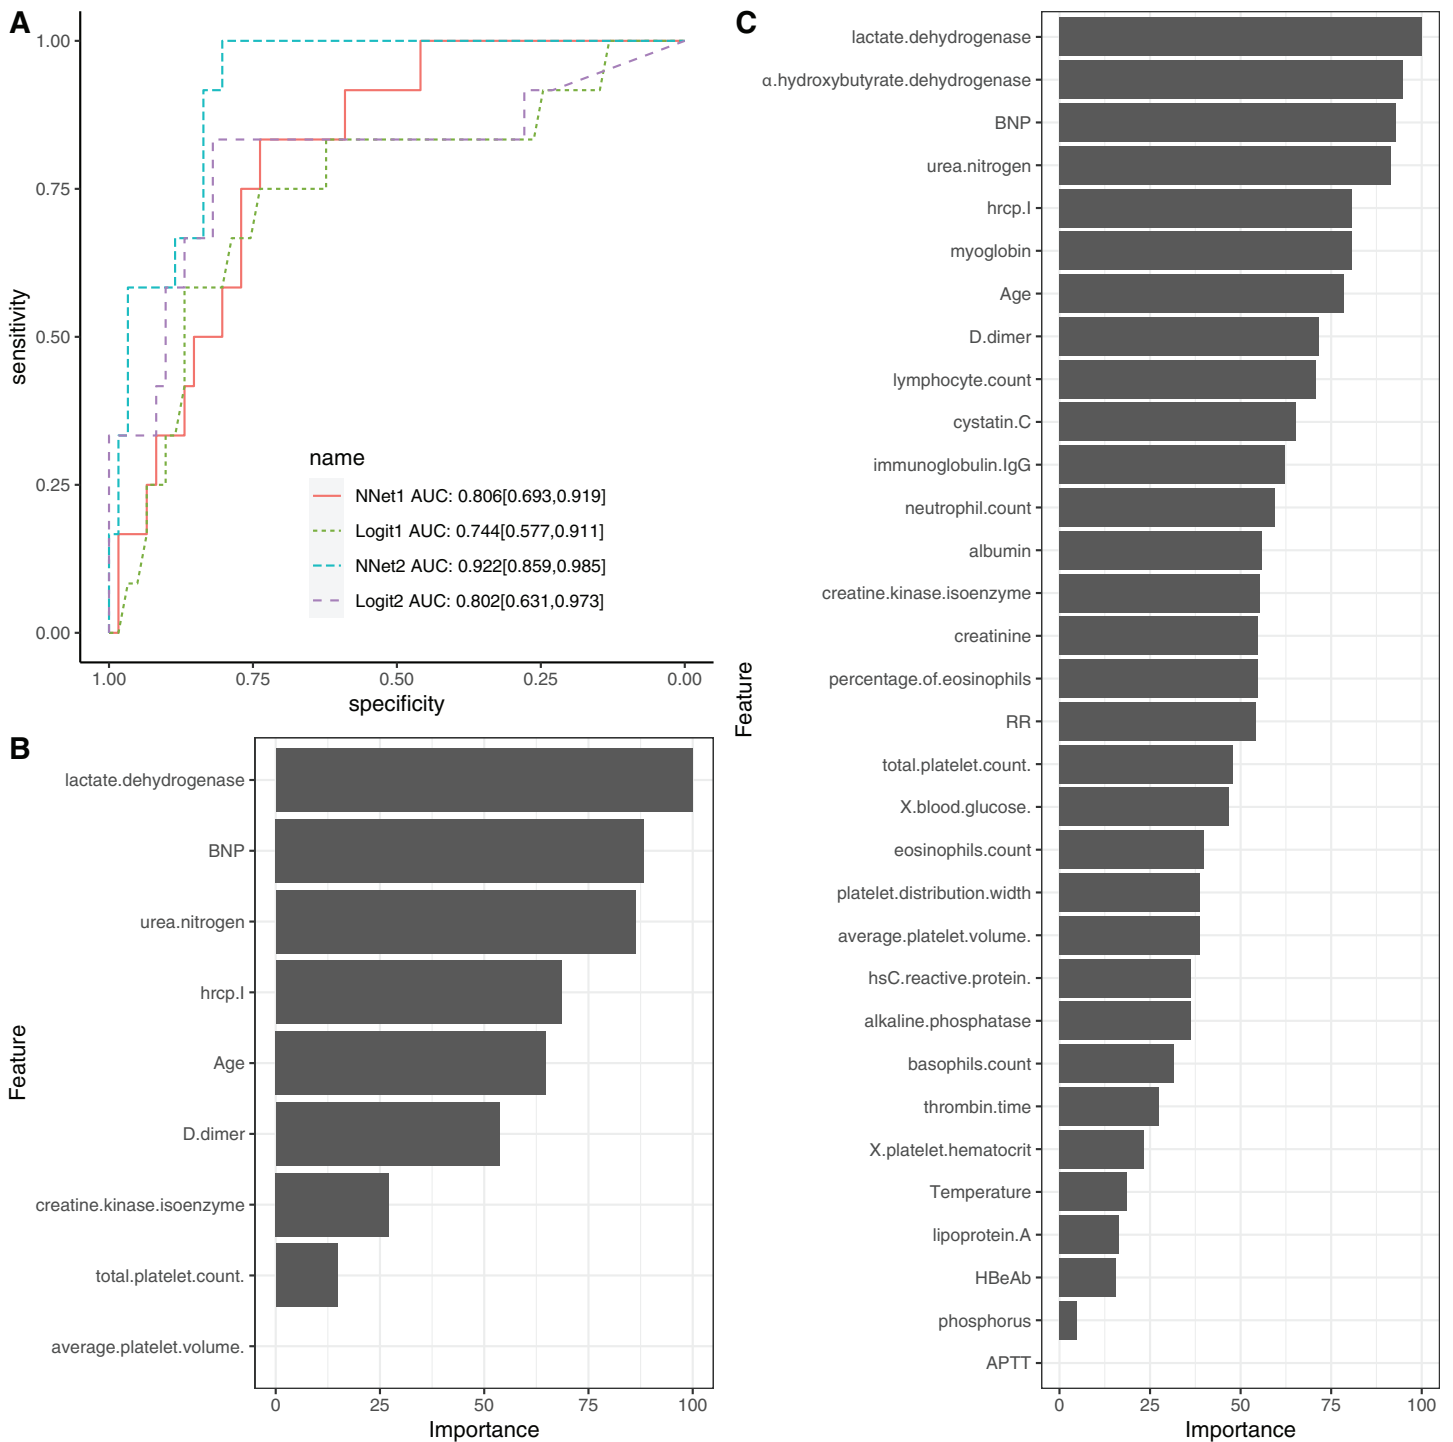 A
1.00
0.75
0.50
0.25
0.00
sensitivity
name
NNet1 AUC: 0.806[0.693,0.919]
Logit1 AUC: 0.744[0.577,0.911]
NNet2 AUC: 0.922[0.859,0.985]
Logit2 AUC: 0.802[0.631,0.973]
1.00 0.75 0.50 0.25 0.00
specificity
B
lactate.dehydrogenase
BNP
urea.nitrogen
hrcp.I
Age
D.dimer
creatine.kinase.isoenzyme
total.platelet.count.
average.platelet.volume.
Feature
0 25 50 75 100
Importance
C
lactate.dehydrogenase
α.hydroxybutyrate.dehydrogenase
BNP
urea.nitrogen
hrcp.I
myoglobin
Age
D.dimer
lymphocyte.count
cystatin.C
immunoglobulin.IgG
neutrophil.count
albumin
creatine.kinase.isoenzyme
creatinine
percentage.of.eosinophils
RR
total.platelet.count.
X.blood.glucose.
eosinophils.count
platelet.distribution.width
average.platelet.volume.
hsC.reactive.protein.
alkaline.phosphatase
basophils.count
thrombin.time
X.platelet.hematocrit
Temperature
lipoprotein.A
HBeAb
phosphorus
APTT
Feature
0 25 50 75 100
Importance